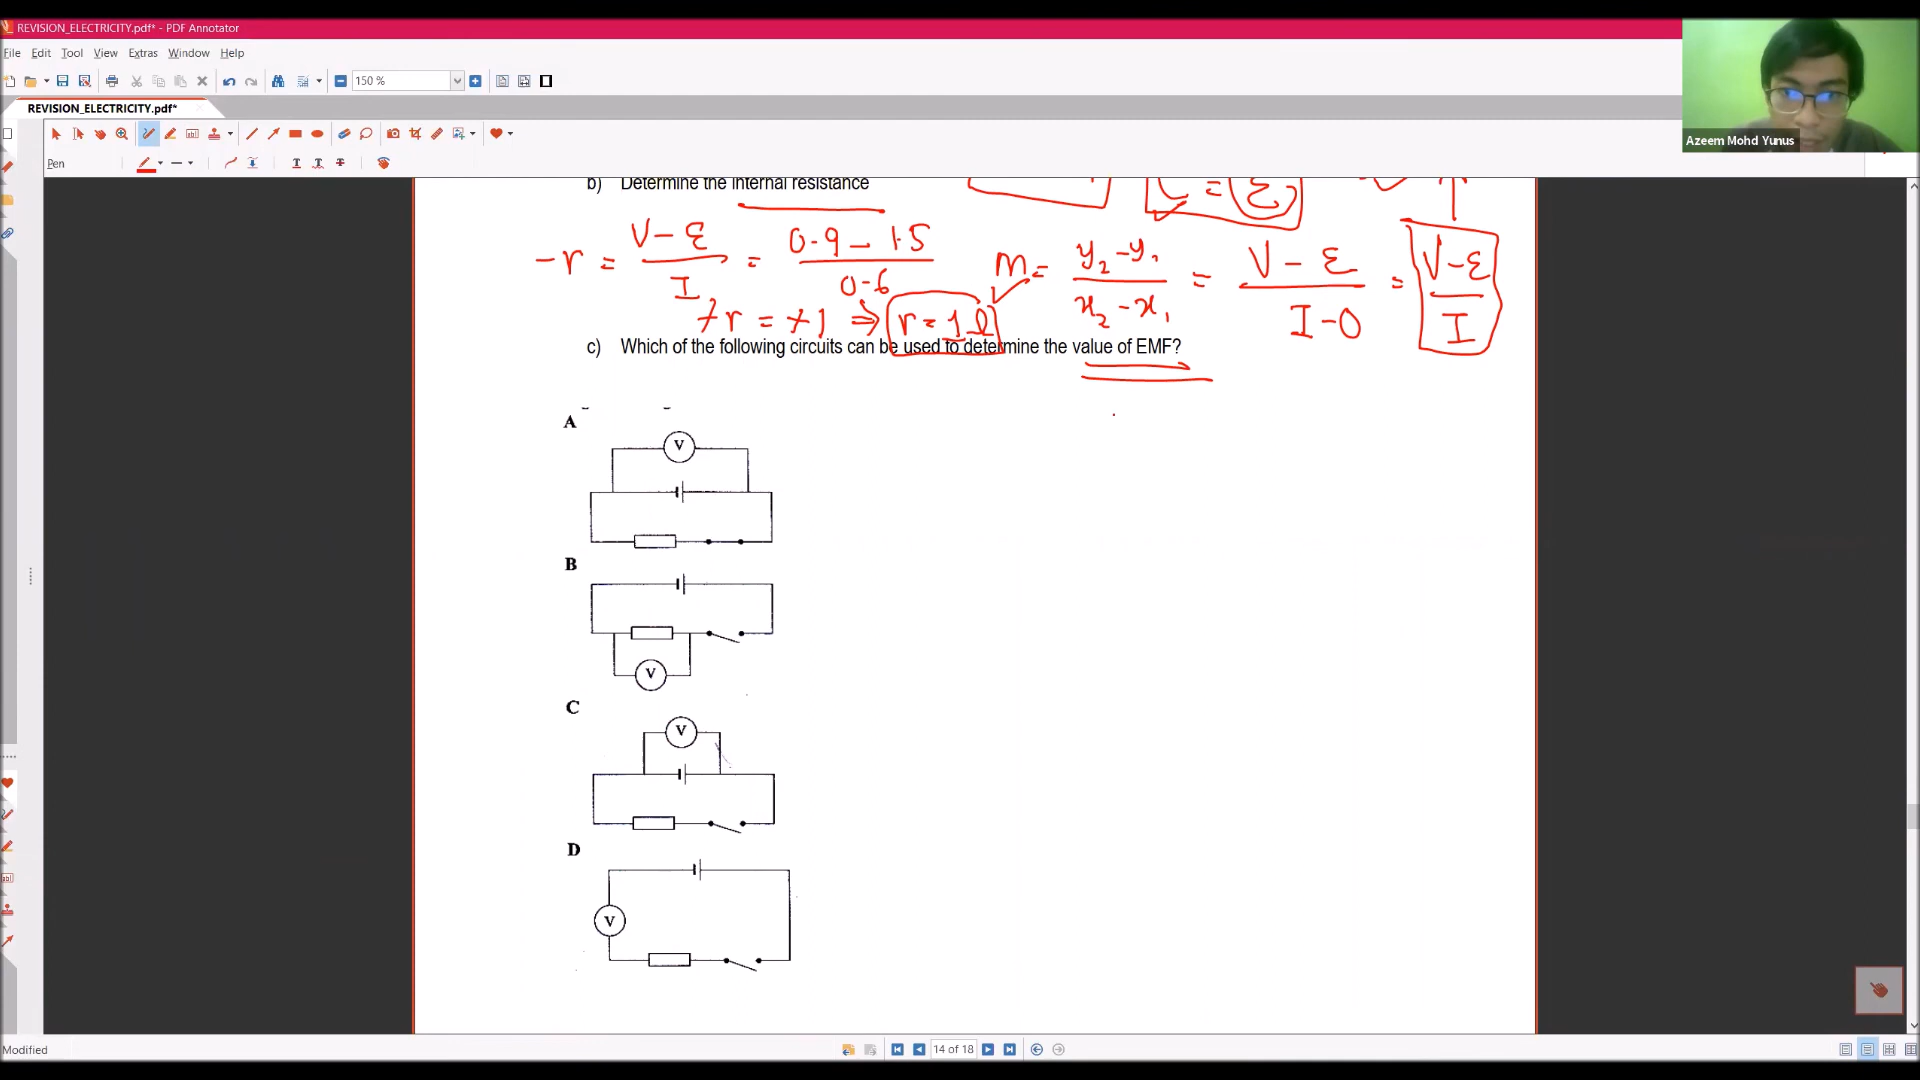 REVISION_ELECTRICITY.pdf* - PDF Annotator
File Edit Tool View Extras Window Help
150 %
REVISION_ELECTRICITY.pdf*
Pen
Azeem Mohd Yunus
b) Determine the internal resistance
-r = V-ε / I = 0.9 - 1.5 / 0.6
m = y₂-y₁ / x₂-x₁ = V-ε / I-0 = V-ε / I
+r = +1 ⇒ r = 1Ω
c) Which of the following circuits can be used to determine the value of EMF?
A
V
B
V
C
V
D
V
Modified
14 of 18